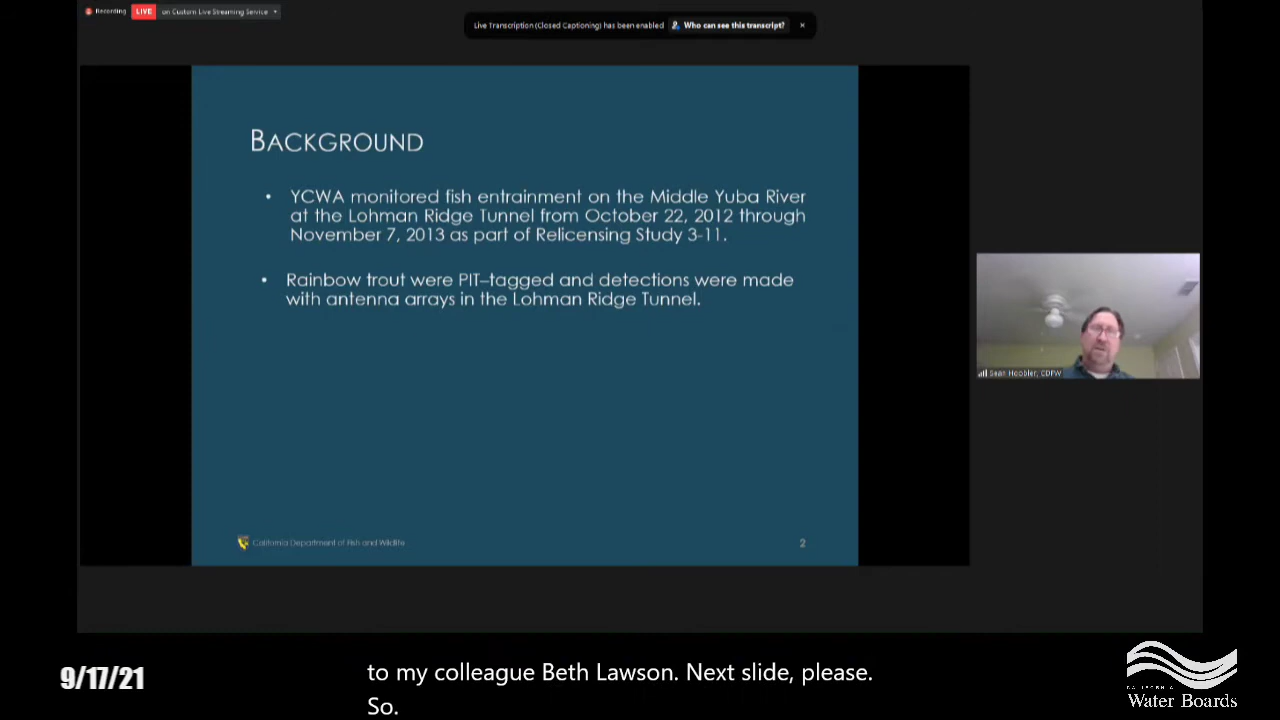 Recording LIVE on Custom Live Streaming Service
Live Transcription (Closed Captioning) has been enabled Who can see this transcript? ×
BACKGROUND
• YCWA monitored fish entrainment on the Middle Yuba River
at the Lohman Ridge Tunnel from October 22, 2012 through
November 7, 2013 as part of Relicensing Study 3-11.
• Rainbow trout were PIT–tagged and detections were made
with antenna arrays in the Lohman Ridge Tunnel.
Sean Hoobler, CDFW
California Department of Fish and Wildlife 2
to my colleague Beth Lawson. Next slide, please.
So.
9/17/21
CALIFORNIA
Water Boards